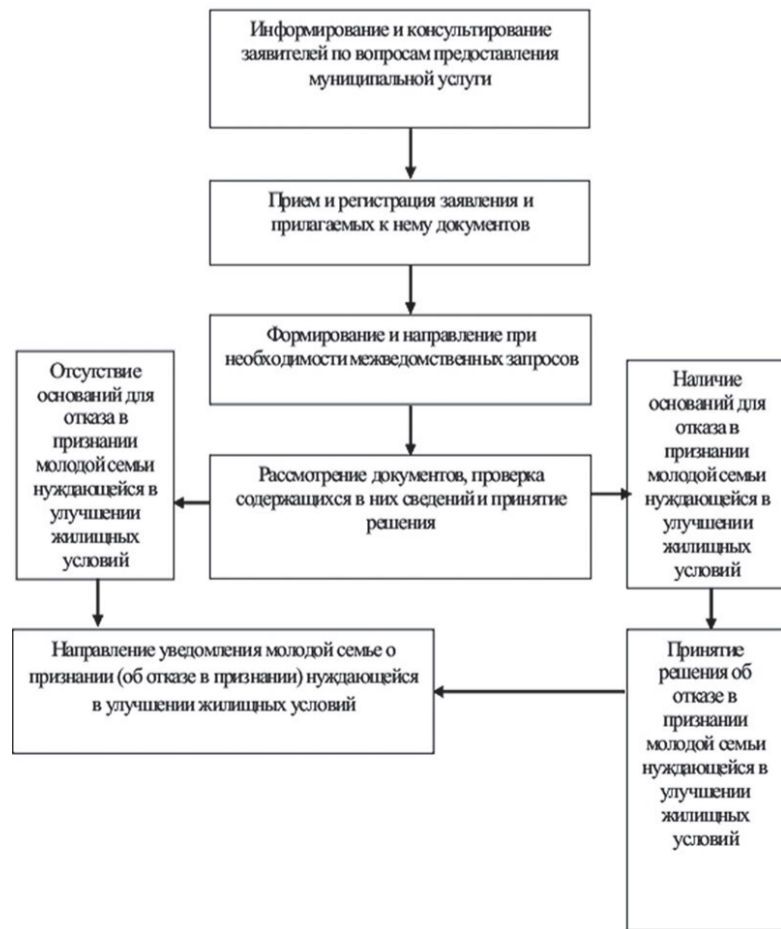 Информирование и консультирование
заявителей по вопросам предоставления
муниципальной услуги
Прием и регистрация заявления и
прилагаемых к нему документов
Формирование и направление при
необходимости межведомственных запросов
Отсутствие
оснований для
отказа в
признании
молодой семьи
нуждающейся в
улучшении
жилищных
условий
Рассмотрение документов, проверка
содержащихся в них сведений и принятие
решения
Наличие
оснований для
отказа в
признании
молодой семьи
нуждающейся в
улучшении
жилищных
условий
Направление уведомления молодой семье о
признании (об отказе в признании) нуждающейся
в улучшении жилищных условий
Принятие
решения об
отказе в
признании
молодой семьи
нуждающейся в
улучшении
жилищных
условий